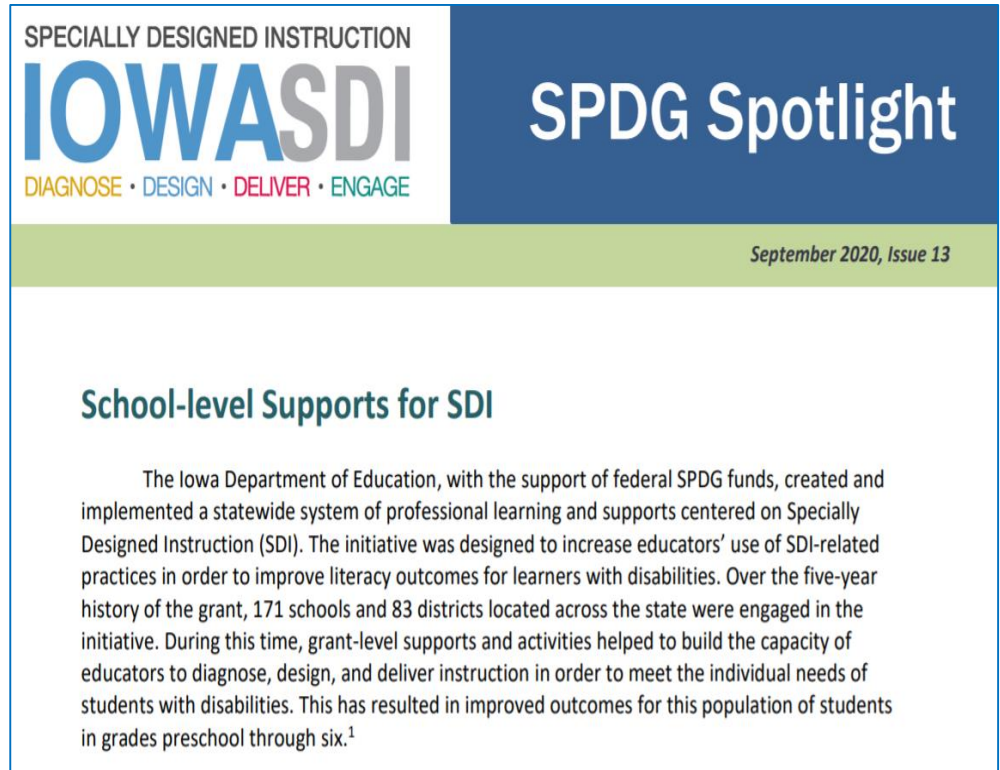 SPECIALLY DESIGNED INSTRUCTION
IOWASDI
DIAGNOSE • DESIGN • DELIVER • ENGAGE
SPDG Spotlight
September 2020, Issue 13
School-level Supports for SDI
The Iowa Department of Education, with the support of federal SPDG funds, created and
implemented a statewide system of professional learning and supports centered on Specially
Designed Instruction (SDI). The initiative was designed to increase educators’ use of SDI-related
practices in order to improve literacy outcomes for learners with disabilities. Over the five-year
history of the grant, 171 schools and 83 districts located across the state were engaged in the
initiative. During this time, grant-level supports and activities helped to build the capacity of
educators to diagnose, design, and deliver instruction in order to meet the individual needs of
students with disabilities. This has resulted in improved outcomes for this population of students
in grades preschool through six.¹